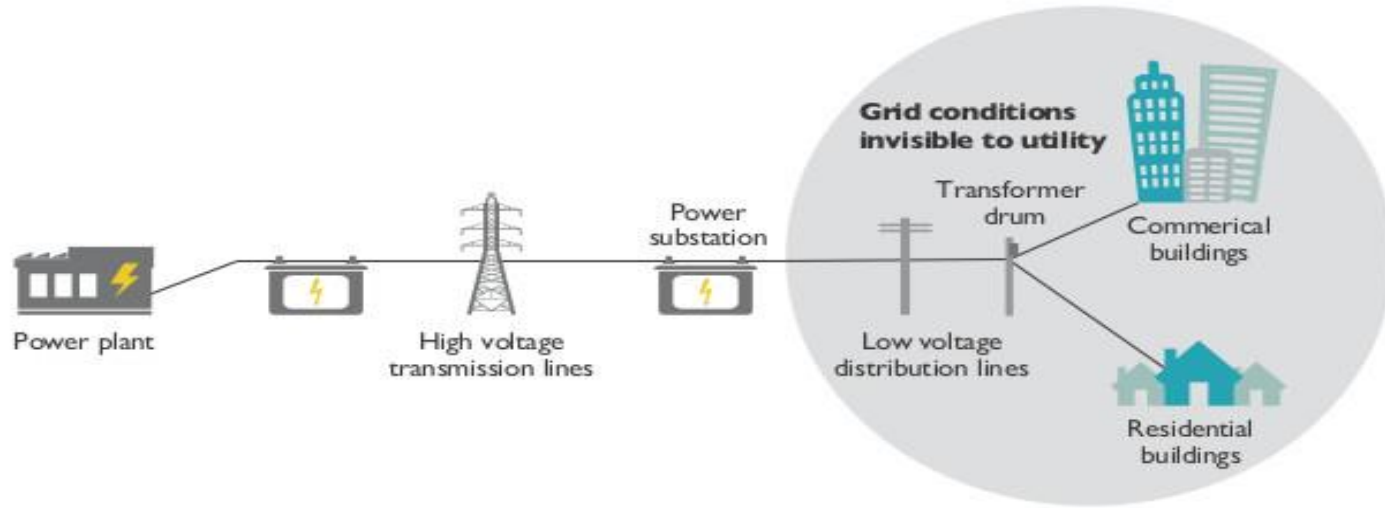 Grid conditions
invisible to utility
Transformer
drum
Power
substation
Commerical
buildings
Power plant
High voltage
transmission lines
Low voltage
distribution lines
Residential
buildings